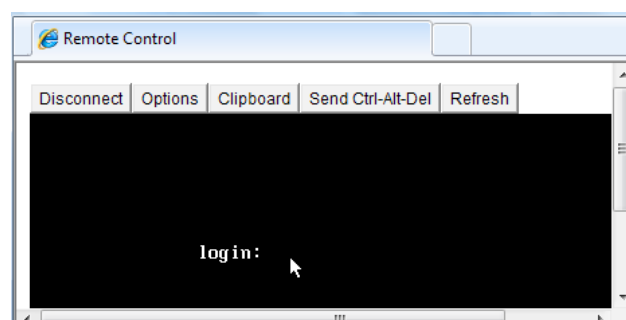 Remote Control
Disconnect Options Clipboard Send Ctrl-Alt-Del Refresh
login: